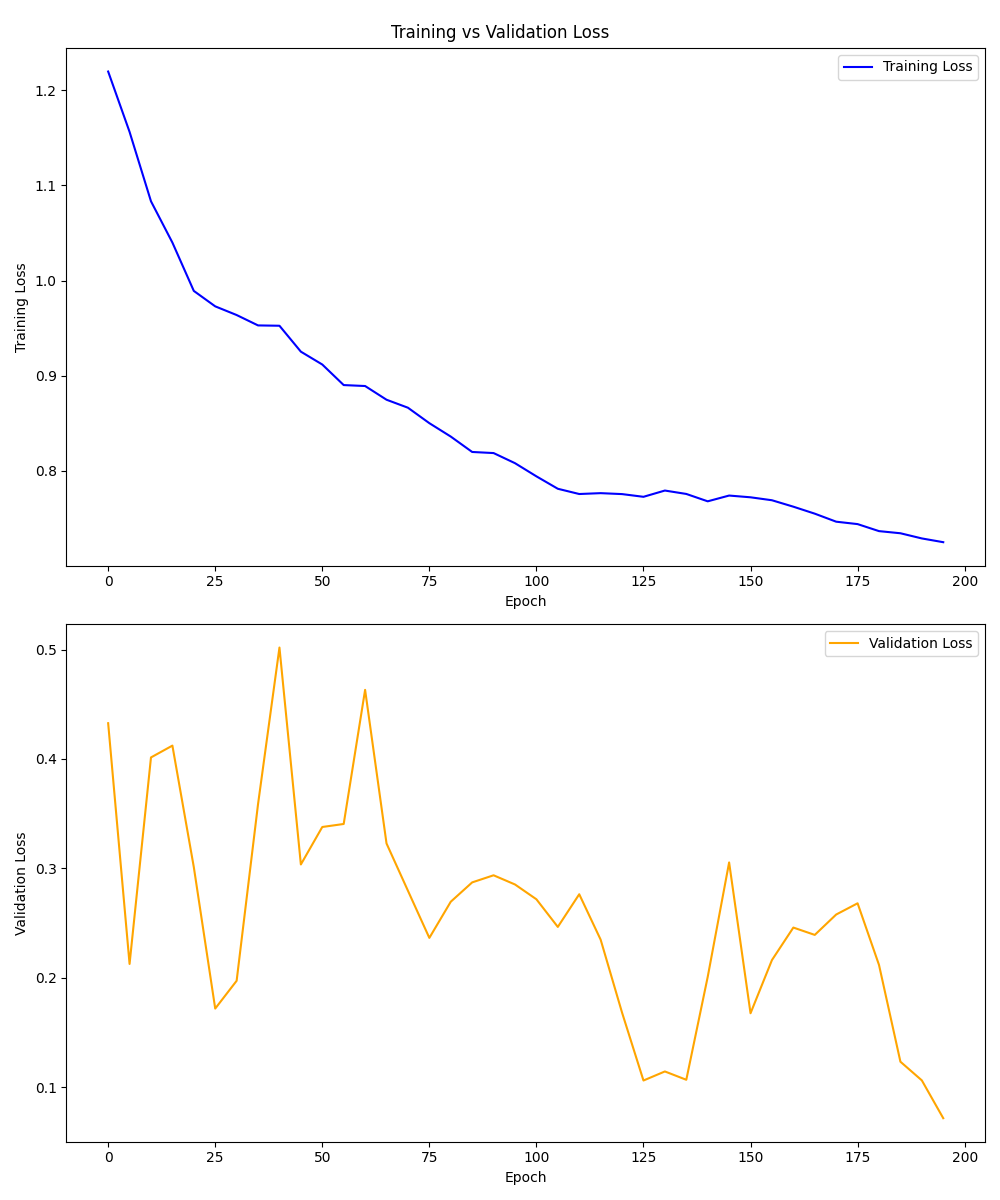 Training vs Validation Loss
Training Loss
1.2
1.1
1.0
0.9
0.8
Training Loss
0 25 50 75 100 125 150 175 200
Epoch
Validation Loss
0.5
0.4
0.3
0.2
0.1
Validation Loss
0 25 50 75 100 125 150 175 200
Epoch